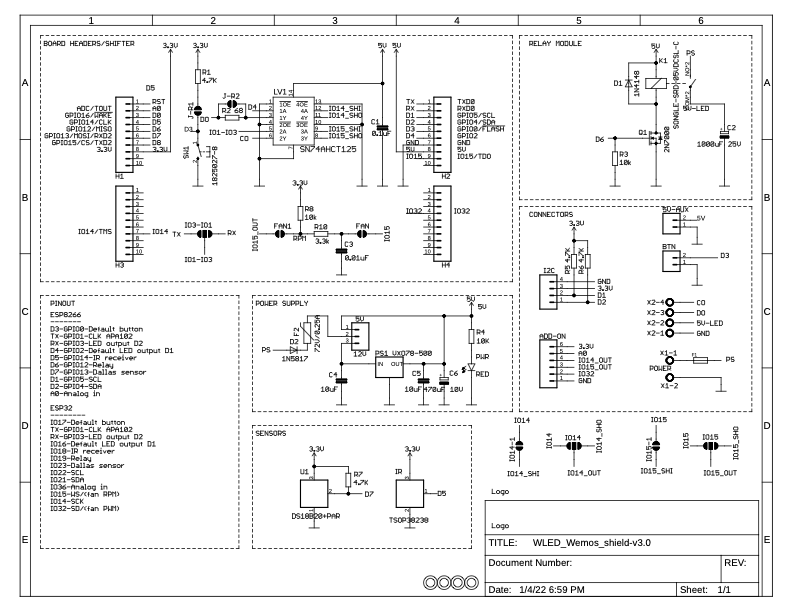 1 2 3 4 5 6
A
B
C
D
E
BOARD HEADERS/SHIFTER
3.3V
3.3V
5V 5V
D5
R1
4.7K
J-R1
J-R2
R2 68
DO
D3
SW1
1825027-8
RST
ADC/TOUT A0
GPIO16/WAKE D0
GPIO14/CLK D5
GPIO12/MISO D6
GPIO13/MOSI/RXD2 D7
GPIO15/CS/TXD2 D8
3.3V 3.3V
1
2
3
4
5
6
7
8
9
10
H1
LV1
D4
IO1-IO3
CO
1OE 4OE
1A 4A
1Y 4Y
2OE 3OE
2A 3A
2Y 3Y
SN74AHCT125
IO14_SHI
IO14_SHO
IO15_SHI
IO15_SHO
C1
0.1uF
TX TXD0
RX RXD0
D1 GPIO5/SCL
D2 GPIO4/SDA
D3 GPIO0/FLASH
D4 GPIO2
GND GND
5V 5V
IO15 IO15/TDO
H2
IO14/TMS IO14
H3
IO3-IO1
TX RX
IO1-IO3
3.3V
R8
10k
IO15_OUT
FAN1
RPM
R10
3.3k
FAN
IO15
C3
0.01uF
IO32 IO32
H4
RELAY MODULE
5V
PS
K1
D1
1N4148
SONGLE-SRD-05VDCSL-C
5V-LED
D6
Q1
2N7000
R3
10k
C2
1000uF 25V
CONNECTORS
3.3V
R5 4.7K
R6 4.7K
I2C
GND
3.3V
D1
D2
ADD-ON
3.3V
A0
IO14_OUT
IO15_OUT
IO32
GND
5V-AUX
5V
BTN
D3
X2-4 CO
X2-3 DO
X2-2 5V-LED
X2-1 GND
X1-1 F1 PS
POWER
X1-2
PINOUT
ESP8266
--------
D3-GPIO0-Default button
TX-GPIO1-CLK APA102
RX-GPIO3-LED output D2
D4-GPIO2-Default LED output D1
D5-GPIO14-IR receiver
D6-GPIO12-Relay
D7-GPIO13-Dallas sensor
D1-GPIO5-SCL
D2-GPIO4-SDA
A0-Analog in
ESP32
--------
IO17-Default button
TX-GPIO1-CLK APA102
RX-GPIO3-LED output D2
IO16-Default LED output D1
IO18-IR receiver
IO19-Relay
IO23-Dallas sensor
IO22-SCL
IO21-SDA
IO36-Analog in
IO15-WS/(fan RPM)
IO14-SCK
IO32-SD/(fan PWM)
POWER SUPPLY
F2
72V/0.25A
PS
D2
1N5817
5V
12V
PS1 VXO78-500
IN OUT
C4
10uF
C5
10uF
C6
470uF 10V
5V
5V
R4
10K
PWR
RED
SENSORS
3.3V
U1
R7
4.7K
D7
DS18B20+PAR
3.3V
IR
D5
TSOP38238
IO14
IO14-1
IO14_SHI
IO14
IO14
IO14_SHO
IO14_OUT
IO15
IO15-1
IO15_SHI
IO15
IO15
IO15_SHO
IO15_OUT
Logo
Logo
TITLE: WLED_Wemos_shield-v3.0
Document Number:
REV:
Date: 1/4/22 6:59 PM
Sheet: 1/1